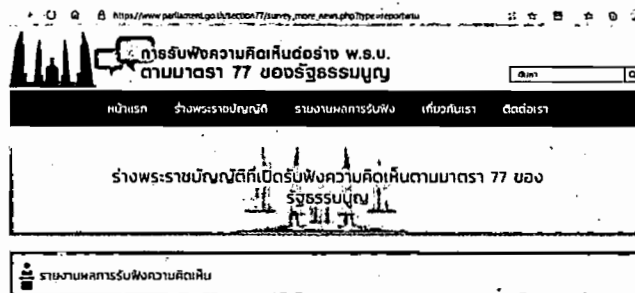 https://www.parliament.go.th/section77/survey_more_news.php?type=reportariu
การรับฟังความคิดเห็นต่อร่าง พ.ร.บ.
ตามมาตรา 77 ของรัฐธรรมนูญ
ค้นหา
หน้าแรก ร่างพระราชบัญญัติ รายงานผลการรับฟัง เกี่ยวกับเรา ติดต่อเรา
ร่างพระราชบัญญัติที่เปิดรับฟังความคิดเห็นตามมาตรา 77 ของ
รัฐธรรมนูญ
รายงานผลการรับฟังความคิดเห็น